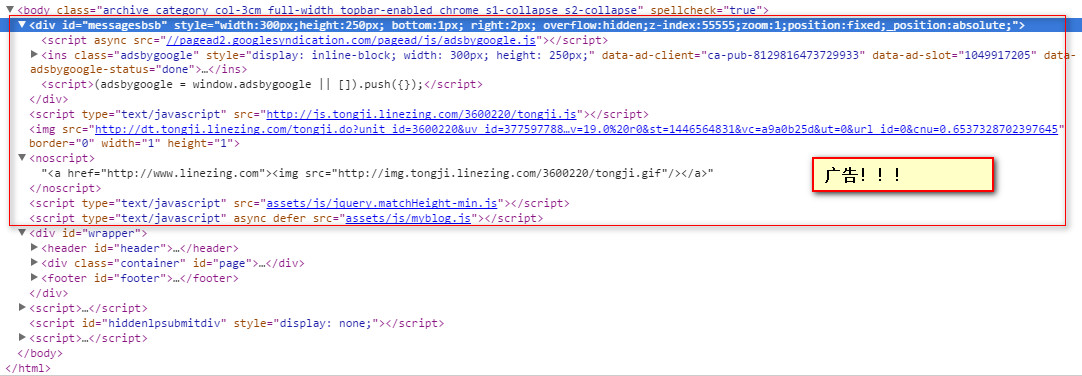 <body class="archive category col-3cm full-width topbar-enabled chrome s1-collapse s2-collapse" spellcheck="true">
<div id="messagesbsb" style="width:300px;height:250px; bottom:1px; right:2px; overflow:hidden;z-index:55555;zoom:1;position:fixed;_position:absolute;">
<script async src="//pagead2.googlesyndication.com/pagead/js/adsbygoogle.js"></script>
<ins class="adsbygoogle" style="display: inline-block; width: 300px; height: 250px;" data-ad-client="ca-pub-8129816473729933" data-ad-slot="1049917205" data-
adsbygoogle-status="done">…</ins>
<script>(adsbygoogle = window.adsbygoogle || []).push({});</script>
</div>
<script type="text/javascript" src="http://js.tongji.linezing.com/3600220/tongji.js"></script>
<img src="http://dt.tongji.linezing.com/tongji.do?unit_id=3600220&uv_id=377597788…v=19.0%20r0&st=1446564831&vc=a9a0b25d&ut=0&url_id=0&cnu=0.6537328702397645"
border="0" width="1" height="1">
<noscript>
"<a href="http://www.linezing.com"><img src="http://img.tongji.linezing.com/3600220/tongji.gif"/></a>"
广告！！！
</noscript>
<script type="text/javascript" src="assets/js/jquery.matchHeight-min.js"></script>
<script type="text/javascript" async defer src="assets/js/myblog.js"></script>
<div id="wrapper">
<header id="header">…</header>
<div class="container" id="page">…</div>
<footer id="footer">…</footer>
</div>
<script>…</script>
<script id="hiddenlpsubmitdiv" style="display: none;"></script>
<script>…</script>
</body>
</html>